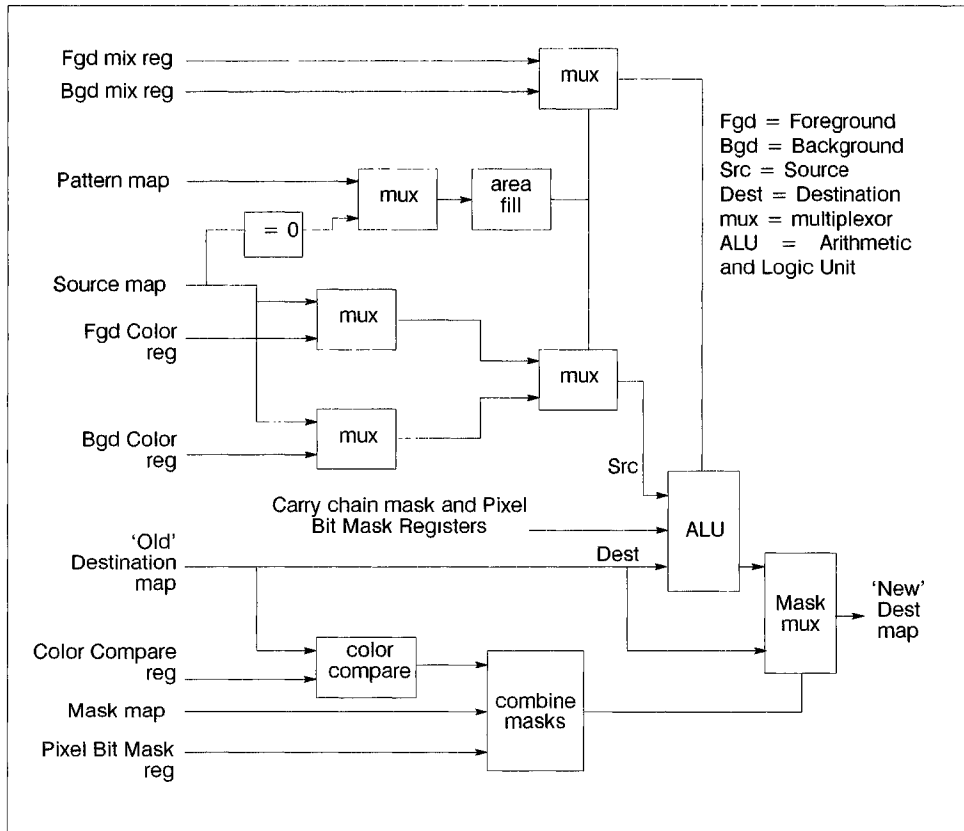 Fgd mix reg
Bgd mix reg
mux
Fgd = Foreground
Bgd = Background
Src = Source
Dest = Destination
mux = multiplexor
ALU = Arithmetic
and Logic Unit
Pattern map
mux
area
fill
= 0
Source map
mux
Fgd Color
reg
mux
mux
Bgd Color
reg
Src
Carry chain mask and Pixel
Bit Mask Registers
ALU
'Old'
Destination
map
Dest
Mask
mux
'New'
Dest
map
Color Compare
reg
color
compare
Mask map
combine
masks
Pixel Bit Mask
reg